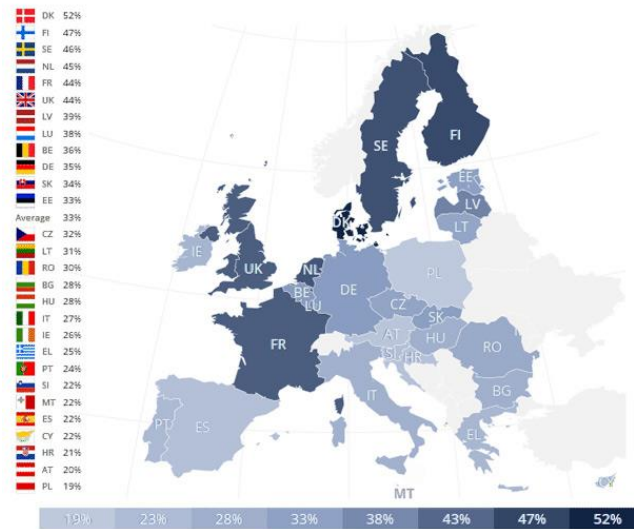 DK 52%
FI 47%
SE 46%
NL 45%
FR 44%
UK 44%
LV 39%
LU 38%
BE 36%
DE 35%
SK 34%
EE 33%
Average 33%
CZ 32%
LT 31%
RO 30%
BG 28%
HU 28%
IT 27%
IE 26%
EL 25%
PT 24%
SI 22%
MT 22%
ES 22%
CY 22%
HR 21%
AT 20%
PL 19%
FI
SE
EE
LV
LT
DK
IE
UK
NL
PL
BE
DE
LU
CZ
SK
AT
HU
FR
SI
HR
RO
IT
BG
PT
ES
EL
CY
MT
19% 23% 28% 33% 38% 43% 47% 52%